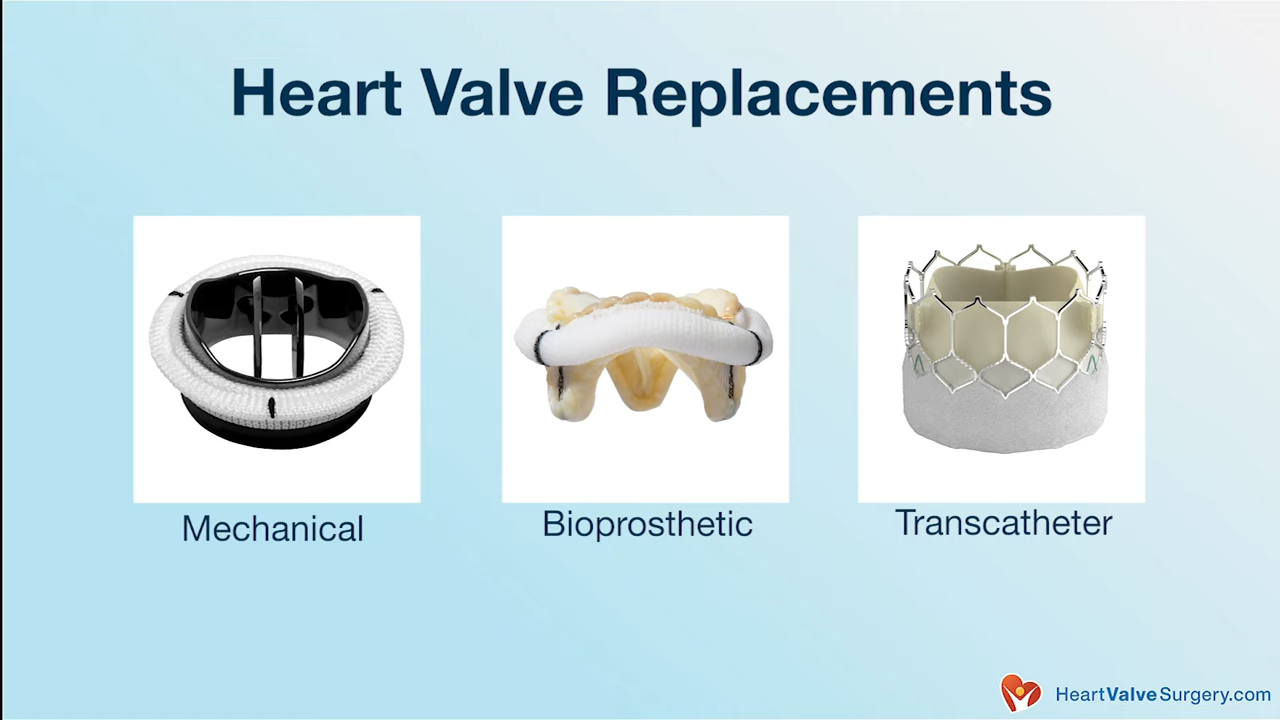 Heart Valve Replacements
Mechanical
Bioprosthetic
Transcatheter
HeartValveSurgery.com